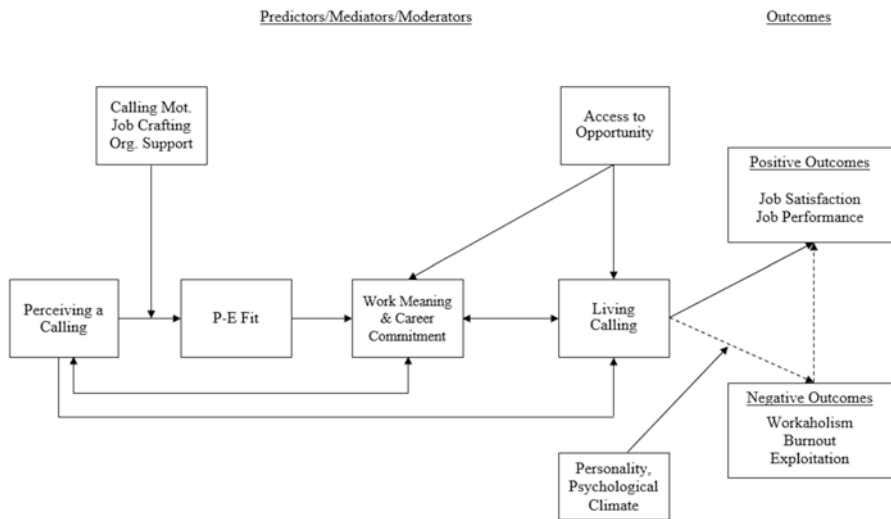 Predictors/Mediators/Moderators
Outcomes
Calling Mot.
Job Crafting
Org. Support
Access to
Opportunity
Positive Outcomes
Job Satisfaction
Job Performance
Perceiving a
Calling
P-E Fit
Work Meaning
& Career
Commitment
Living
Calling
Negative Outcomes
Workaholism
Burnout
Exploitation
Personality,
Psychological
Climate